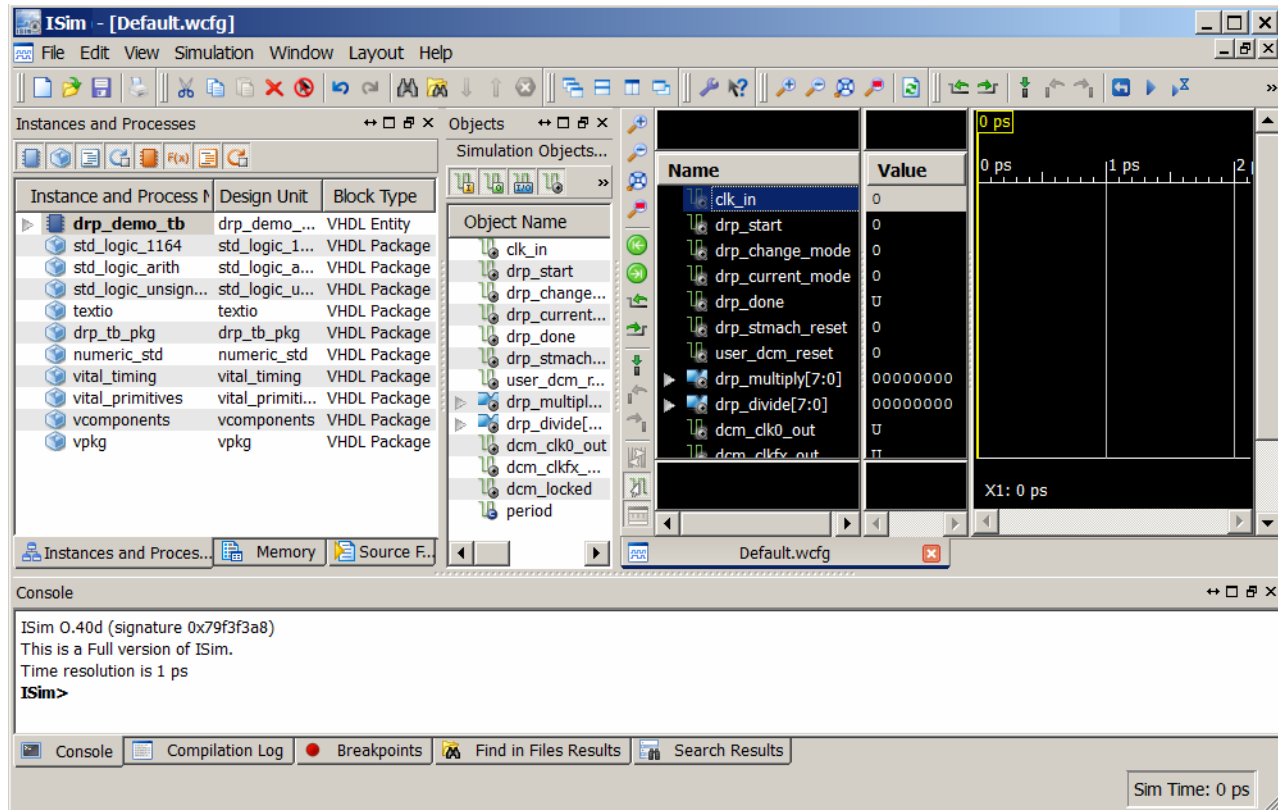 ISim - [Default.wcfg]
File Edit View Simulation Window Layout Help
»
Instances and Processes
F(x)
Instance and Process N Design Unit Block Type
drp_demo_tb drp_demo_... VHDL Entity
std_logic_1164 std_logic_1... VHDL Package
std_logic_arith std_logic_a... VHDL Package
std_logic_unsign... std_logic_u... VHDL Package
textio textio VHDL Package
drp_tb_pkg drp_tb_pkg VHDL Package
numeric_std numeric_std VHDL Package
vital_timing vital_timing VHDL Package
vital_primitives vital_primiti... VHDL Package
vcomponents vcomponents VHDL Package
vpkg vpkg VHDL Package
Instances and Proces... Memory Source F...
Objects
Simulation Objects...
»
Object Name
clk_in
drp_start
drp_change...
drp_current...
drp_done
drp_stmach...
user_dcm_r...
drp_multipl...
drp_divide[...
dcm_clk0_out
dcm_clkfx_...
dcm_locked
period
Name Value
clk_in 0
drp_start 0
drp_change_mode 0
drp_current_mode 0
drp_done U
drp_stmach_reset 0
user_dcm_reset 0
drp_multiply[7:0] 00000000
drp_divide[7:0] 00000000
dcm_clk0_out U
dcm_clkfx_out U
0 ps
0 ps 1 ps 2
X1: 0 ps
Default.wcfg
Console
ISim O.40d (signature 0x79f3f3a8)
This is a Full version of ISim.
Time resolution is 1 ps
ISim>
Console Compilation Log Breakpoints Find in Files Results Search Results
Sim Time: 0 ps